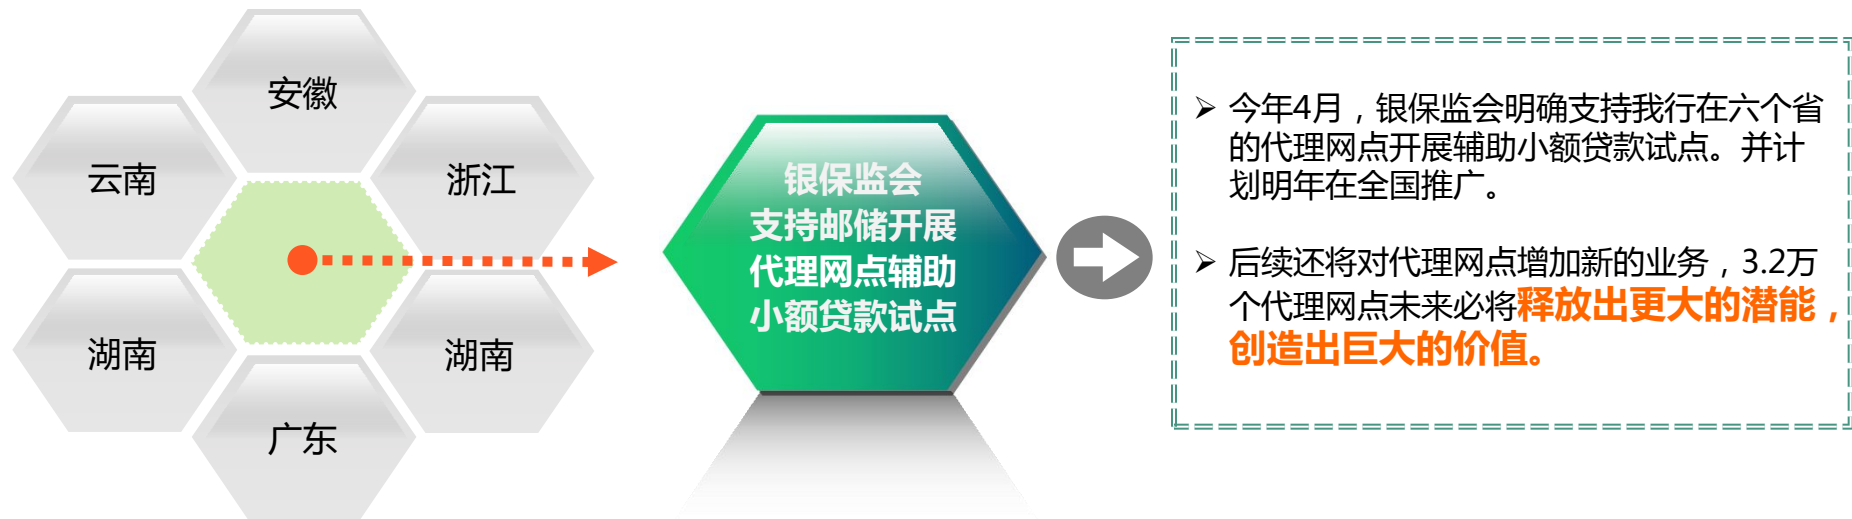 安徽
云南
浙江
湖南
湖南
广东
银保监会
支持邮储开展
代理网点辅助
小额贷款试点
➢ 今年4月，银保监会明确支持我行在六个省
的代理网点开展辅助小额贷款试点。并计
划明年在全国推广。
➢ 后续还将对代理网点增加新的业务，3.2万
个代理网点未来必将释放出更大的潜能，
创造出巨大的价值。